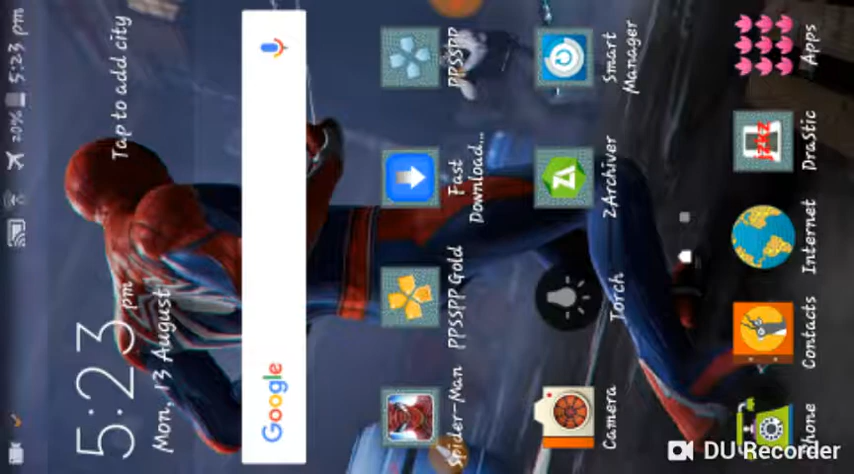 20% 5:23 pm
5:23 pm
Mon, 13 August
Tap to add city
Google
Spider-Man
PPSSPP Gold
Fast Download...
PPSSPP
Camera
Torch
ZArchiver
Smart Manager
Phone
Contacts
Internet
DraStic
Apps
DU Recorder